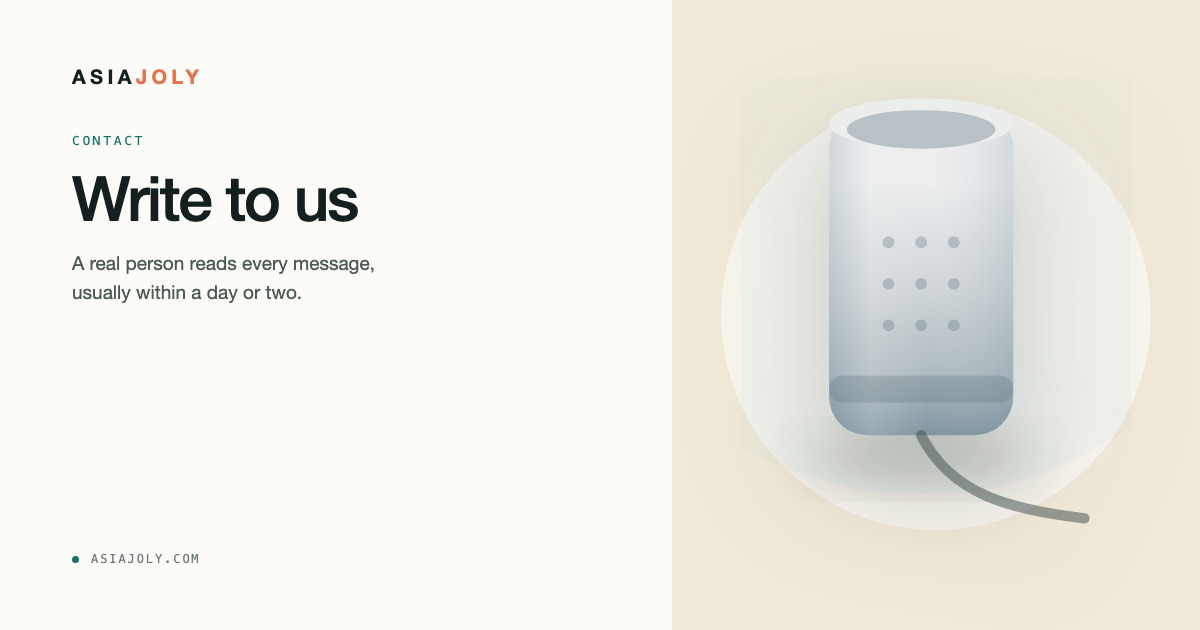 ASIAJOLY
CONTACT
Write to us
A real person reads every message,
usually within a day or two.
ASIAJOLY.COM